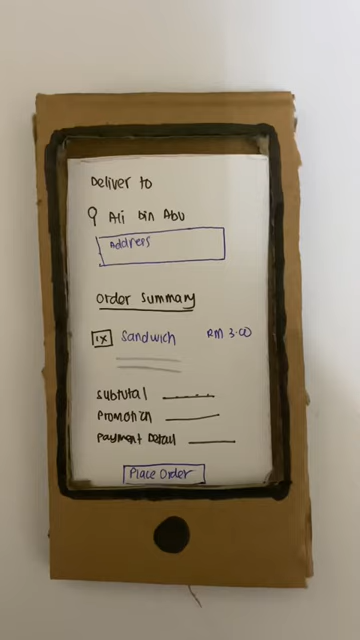 Deliver to
Ali bin Abu
Address
Order Summary
1x Sandwich RM 3.00
Subtotal
Promotion
Payment Detail
Place Order